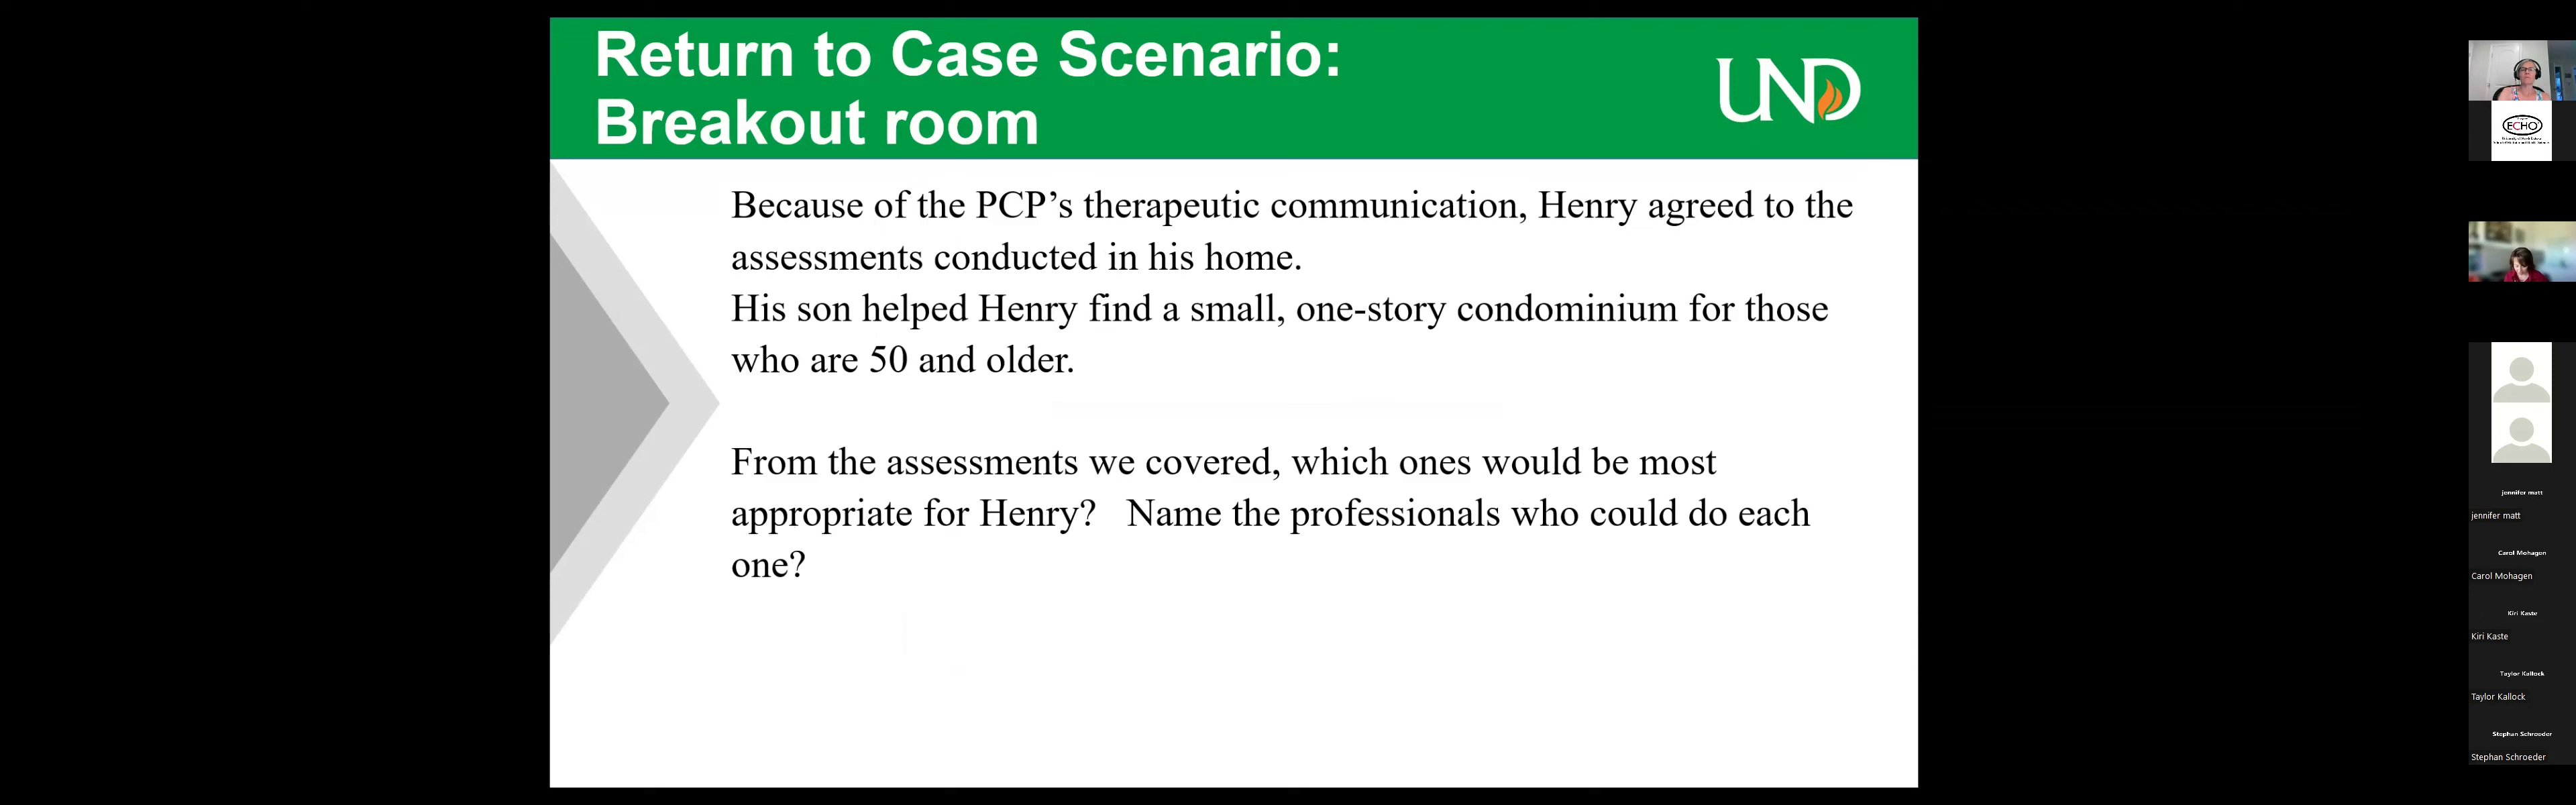 Return to Case Scenario:
Breakout room
UND
Because of the PCP’s therapeutic communication, Henry agreed to the
assessments conducted in his home.
His son helped Henry find a small, one-story condominium for those
who are 50 and older.
From the assessments we covered, which ones would be most
appropriate for Henry?   Name the professionals who could do each
one?
ECHO
jennifer matt
jennifer matt
Carol Mohagen
Carol Mohagen
Kiri Kaste
Kiri Kaste
Taylor Kallock
Taylor Kallock
Stephan Schroeder
Stephan Schroeder